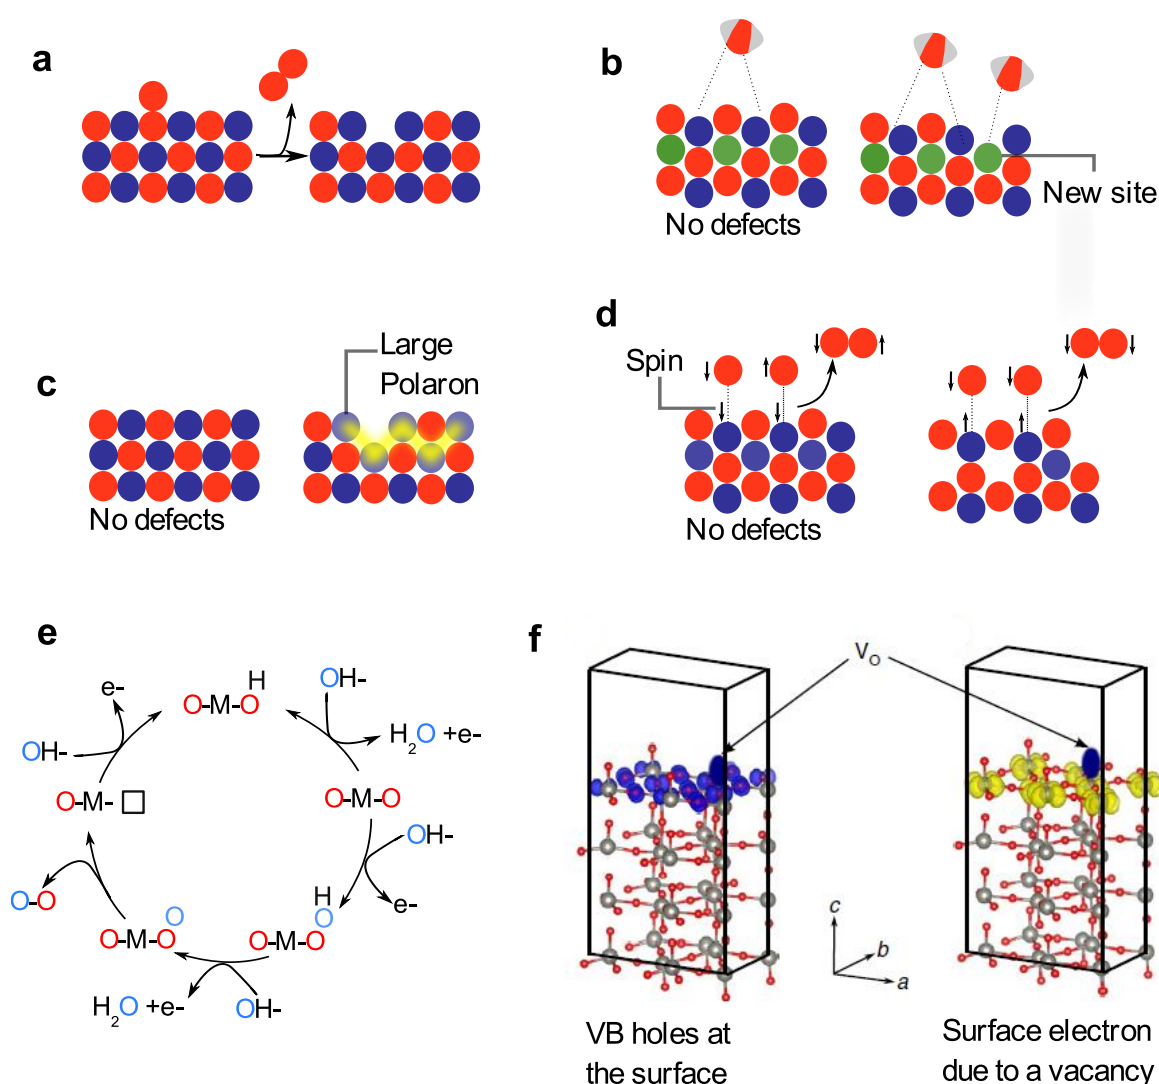 a
b
New site
No defects
c
Large
Polaron
No defects
d
Spin
No defects
e
H
O-M-O
OH-
H2O +e-
O-M-O
OH-
e-
H
O
O-M-O
OH-
H2O +e-
O
O-M-O
O-O
O-M-
OH-
e-
f
VO
c
b
a
VB holes at
the surface
Surface electron
due to a vacancy